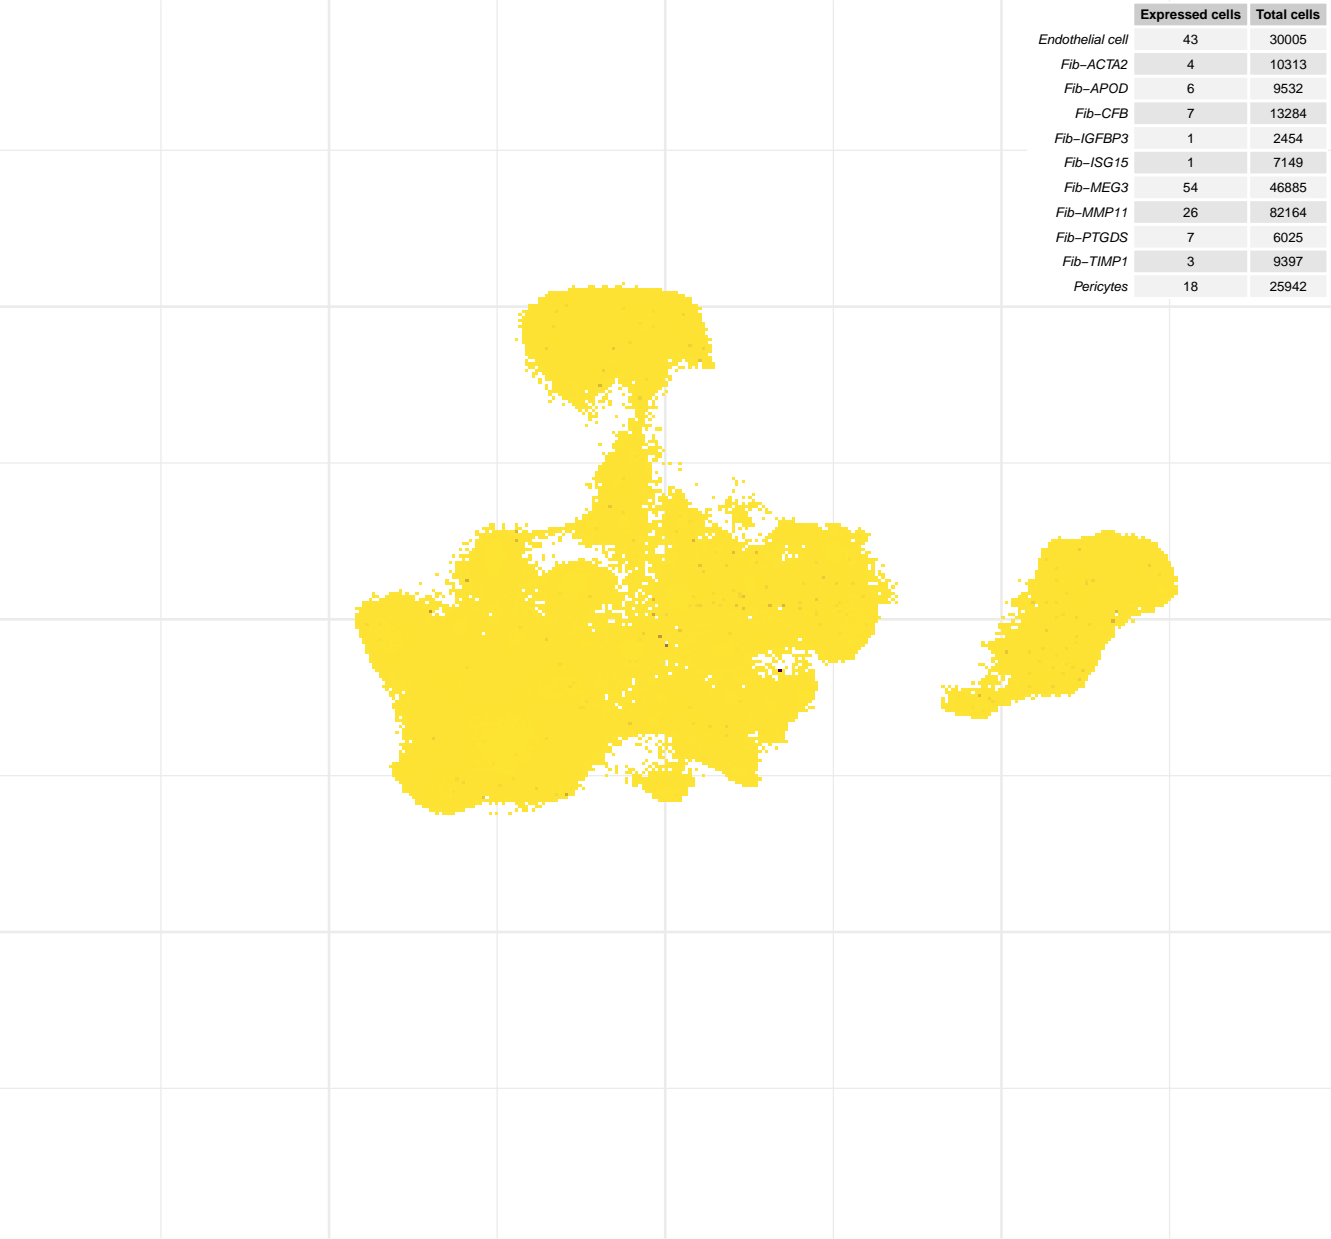 Expressed cells Total cells
Endothelial cell 43 30005
Fib−ACTA2 4 10313
Fib−APOD 6 9532
Fib−CFB 7 13284
Fib−IGFBP3 1 2454
Fib−ISG15 1 7149
Fib−MEG3 54 46885
Fib−MMP11 26 82164
Fib−PTGDS 7 6025
Fib−TIMP1 3 9397
Pericytes 18 25942